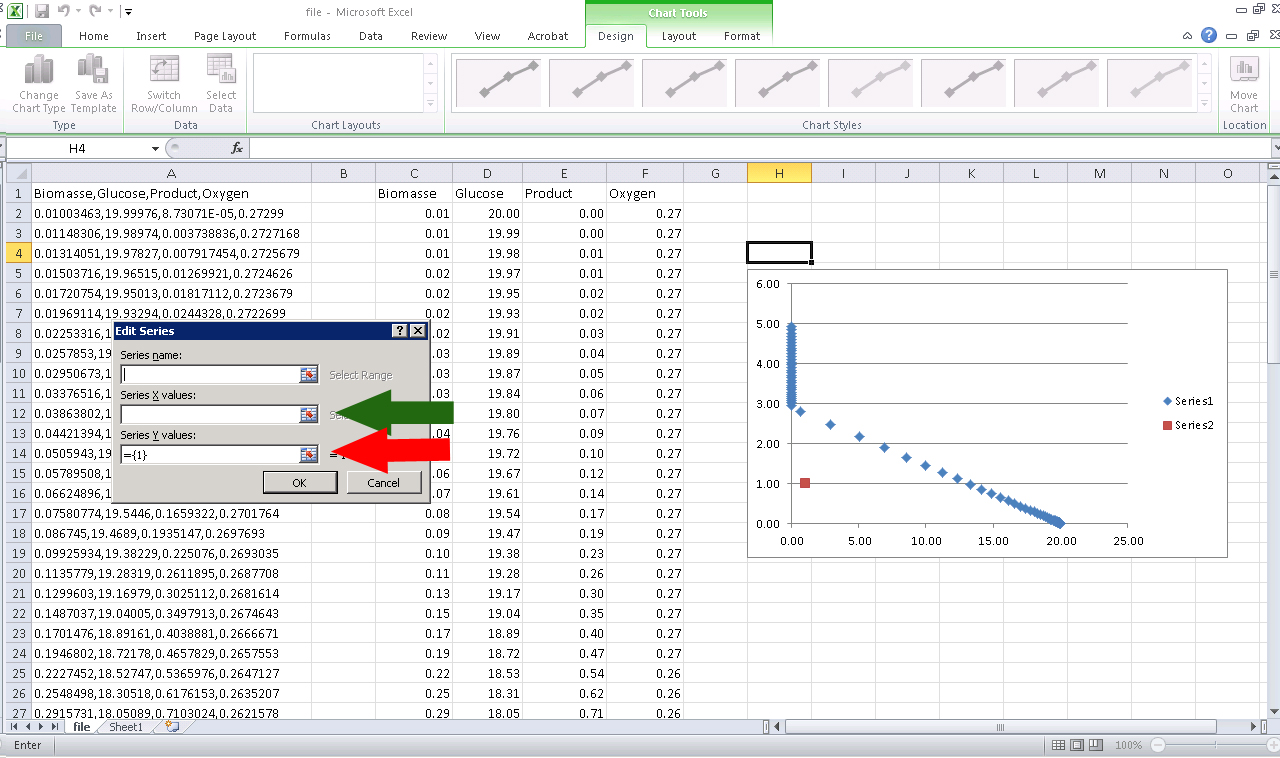 file - Microsoft Excel
Chart Tools
File Home Insert Page Layout Formulas Data Review View Acrobat Design Layout Format
Change Chart Type
Save As Template
Switch Row/Column
Select Data
Move Chart
Type Data Chart Layouts Chart Styles Location
H4 fx
A B C D E F G H I J K L M N O
1 Biomasse,Glucose,Product,Oxygen Biomasse Glucose Product Oxygen
2 0.01003463,19.99976,8.73071E-05,0.27299 0.01 20.00 0.00 0.27
3 0.01148306,19.98974,0.003738836,0.2727168 0.01 19.99 0.00 0.27
4 0.01314051,19.97827,0.007917454,0.2725679 0.01 19.98 0.01 0.27
5 0.01503716,19.96515,0.01269921,0.2724626 0.02 19.97 0.01 0.27
6 0.01720754,19.95013,0.01817112,0.2723679 0.02 19.95 0.02 0.27
7 0.01969114,19.93294,0.0244328,0.2722699 0.02 19.93 0.02 0.27
8 0.02253316,1 .02 19.91 0.03 0.27
9 0.0257853,19 .03 19.89 0.04 0.27
10 0.02950673,1 .03 19.87 0.05 0.27
11 0.03376516,1 .03 19.84 0.06 0.27
12 0.03863802,1 19.80 0.07 0.27
13 0.04421394,1 .04 19.76 0.09 0.27
14 0.0505943,19 19.72 0.10 0.27
15 0.05789508,1 .06 19.67 0.12 0.27
16 0.06624896,1 .07 19.61 0.14 0.27
17 0.07580774,19.5446,0.1659322,0.2701764 0.08 19.54 0.17 0.27
18 0.086745,19.4689,0.1935147,0.2697693 0.09 19.47 0.19 0.27
19 0.09925934,19.38229,0.225076,0.2693035 0.10 19.38 0.23 0.27
20 0.1135779,19.28319,0.2611895,0.2687708 0.11 19.28 0.26 0.27
21 0.1299603,19.16979,0.3025112,0.2681614 0.13 19.17 0.30 0.27
22 0.1487037,19.04005,0.3497913,0.2674643 0.15 19.04 0.35 0.27
23 0.1701476,18.89161,0.4038881,0.2666671 0.17 18.89 0.40 0.27
24 0.1946802,18.72178,0.4657829,0.2657553 0.19 18.72 0.47 0.27
25 0.2227452,18.52747,0.5365976,0.2647127 0.22 18.53 0.54 0.26
26 0.2548498,18.30518,0.6176153,0.2635207 0.25 18.31 0.62 0.26
27 0.2915731,18.05089,0.7103024,0.2621578 0.29 18.05 0.71 0.26
Edit Series
Series name:
Select Range
Series X values:
Series Y values:
={1}
OK Cancel
6.00
5.00
4.00
3.00
2.00
1.00
0.00
0.00 5.00 10.00 15.00 20.00 25.00
Series1
Series2
file Sheet1
Enter 100%